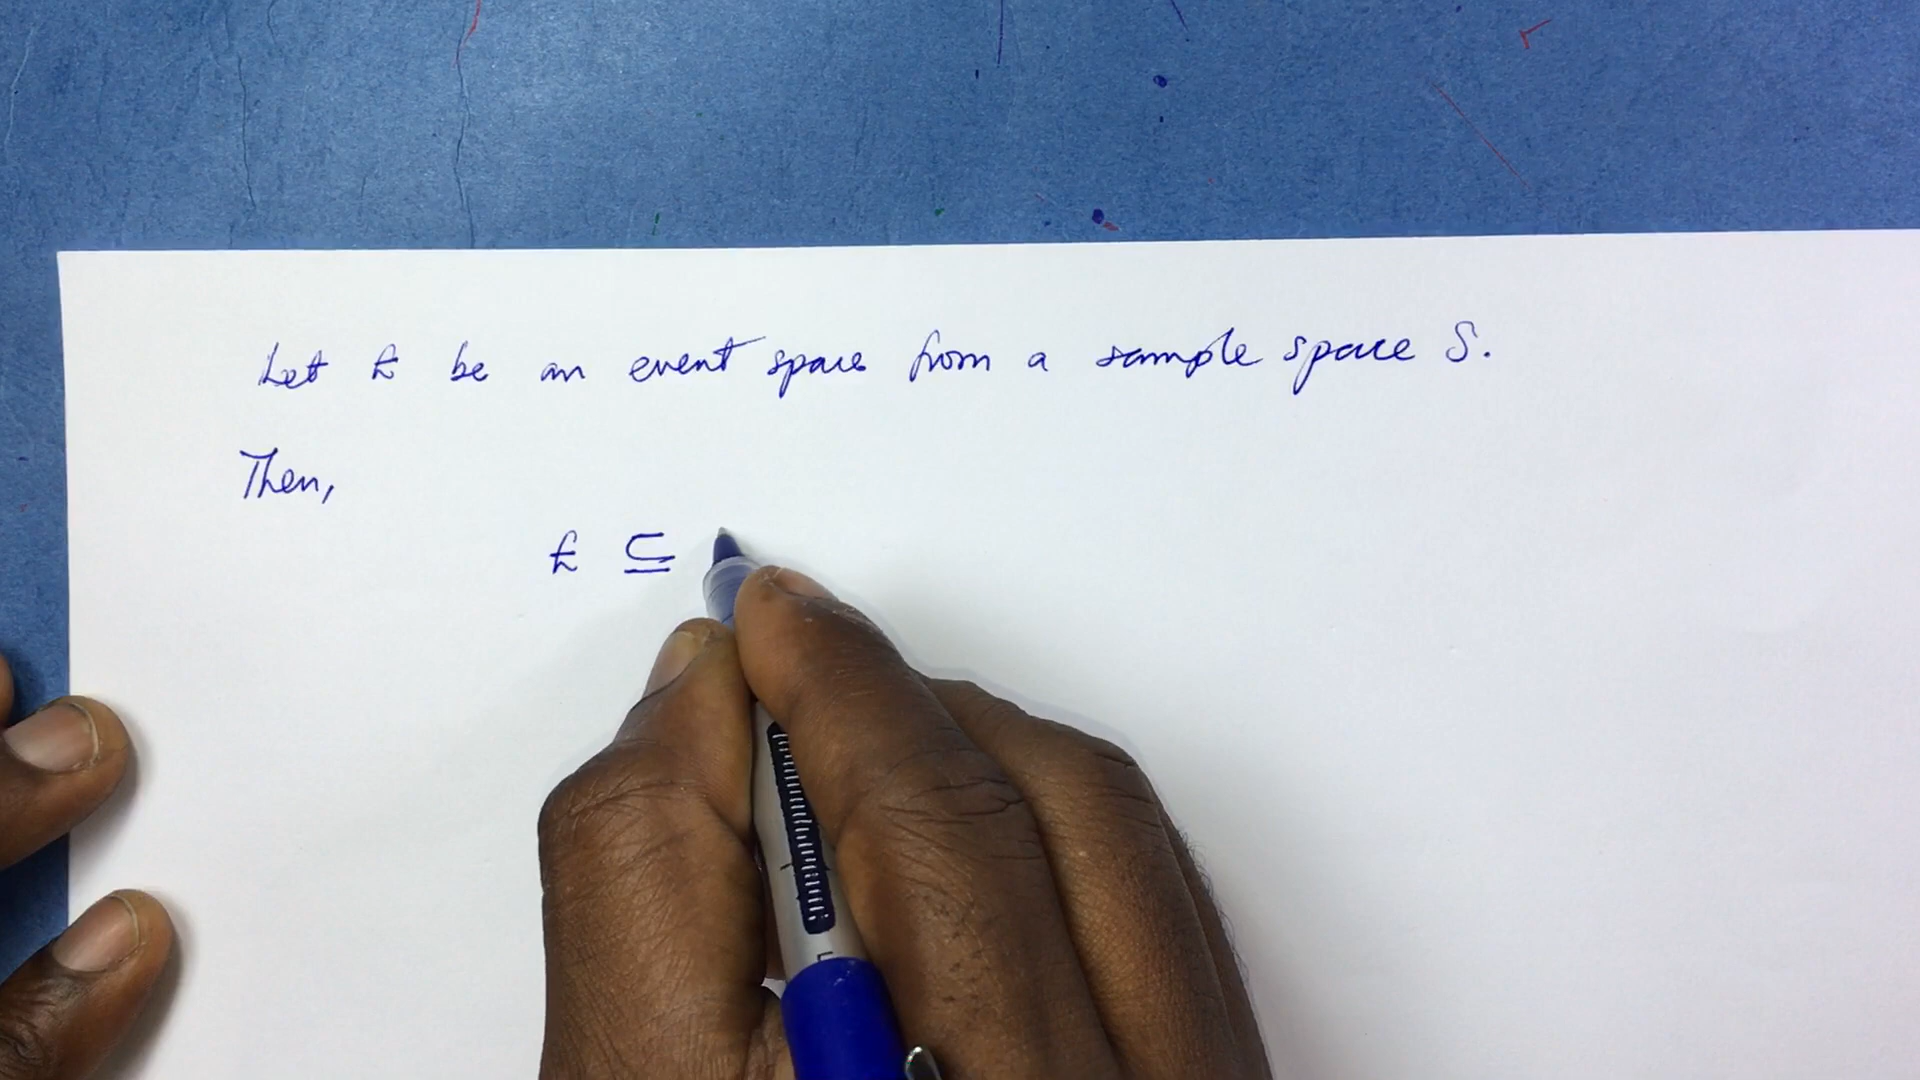 Let E be an event space from a sample space S.
Then,
E ⊆